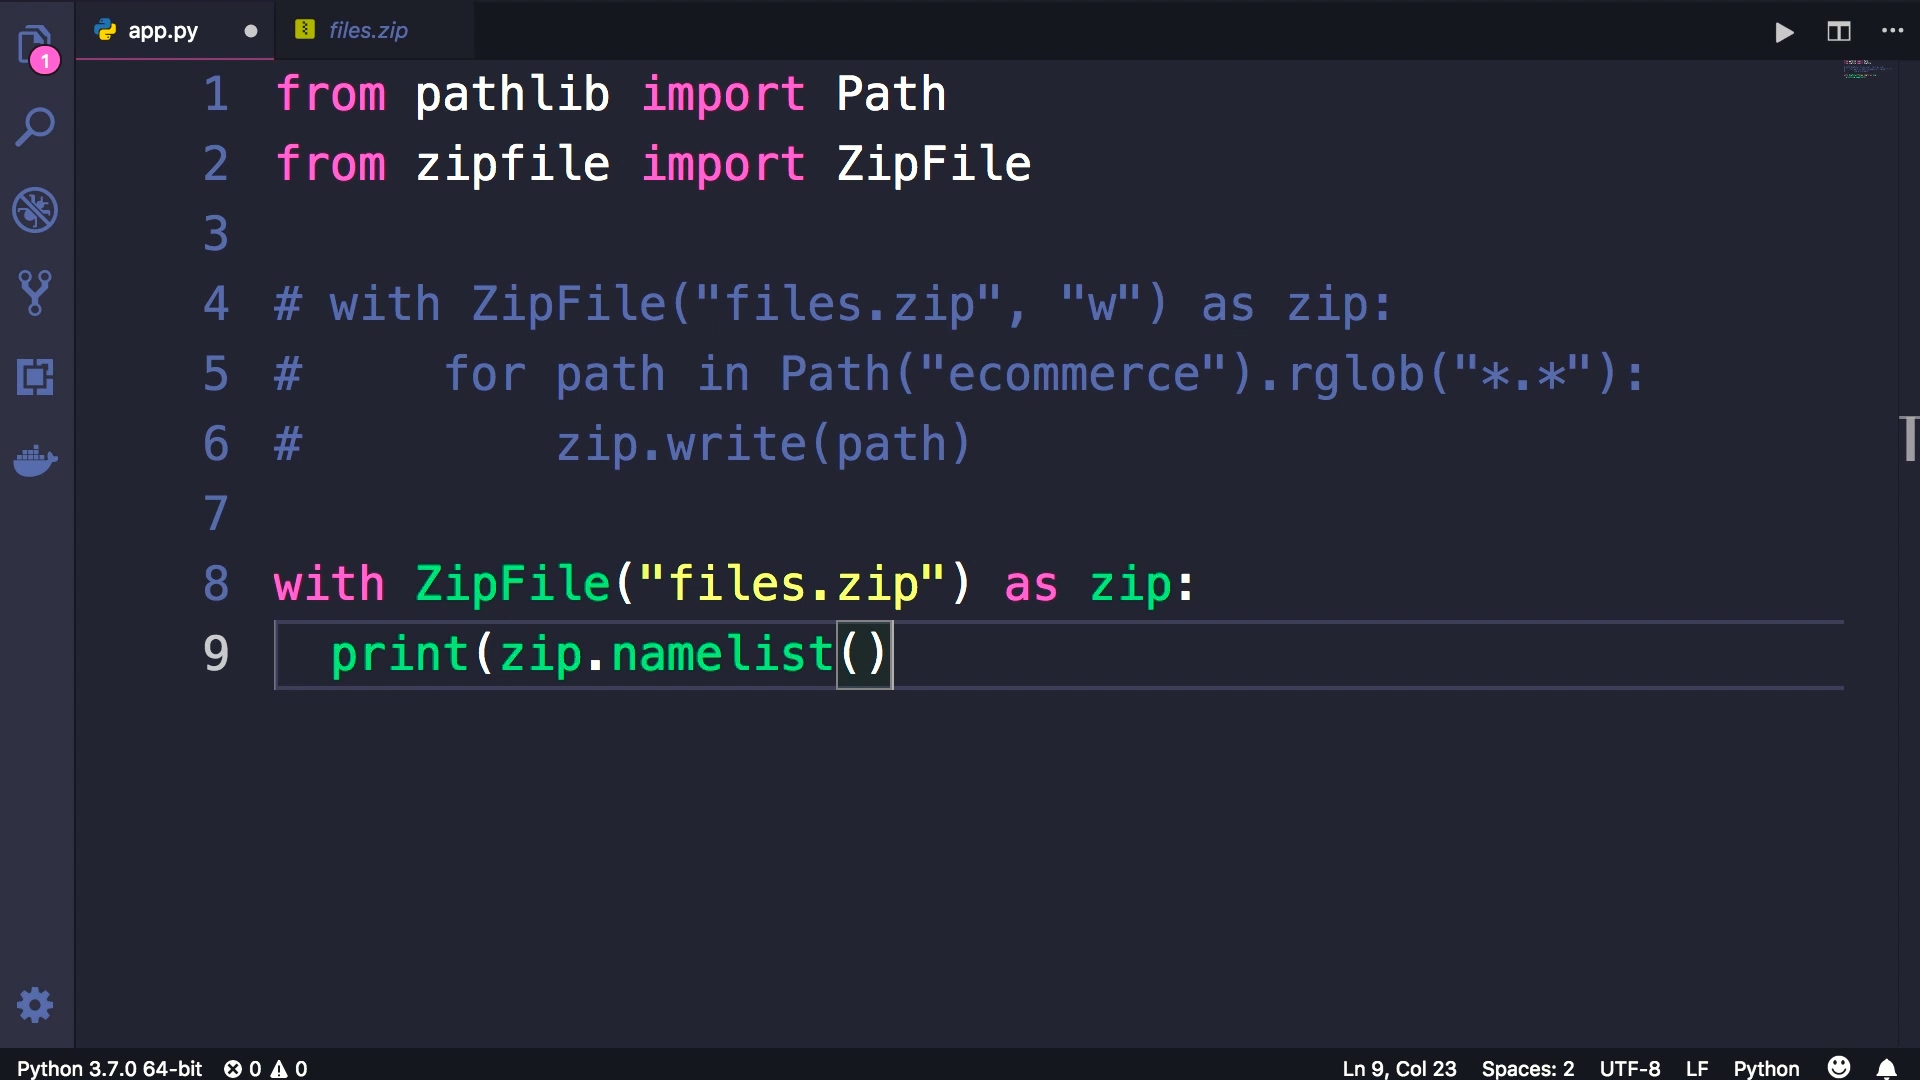 app.py
files.zip
1
1 from pathlib import Path
2 from zipfile import ZipFile
3
4 # with ZipFile("files.zip", "w") as zip:
5 #     for path in Path("ecommerce").rglob("*.*"):
6 #         zip.write(path)
7
8 with ZipFile("files.zip") as zip:
9   print(zip.namelist()
Python 3.7.0 64-bit 0 0 Ln 9, Col 23 Spaces: 2 UTF-8 LF Python